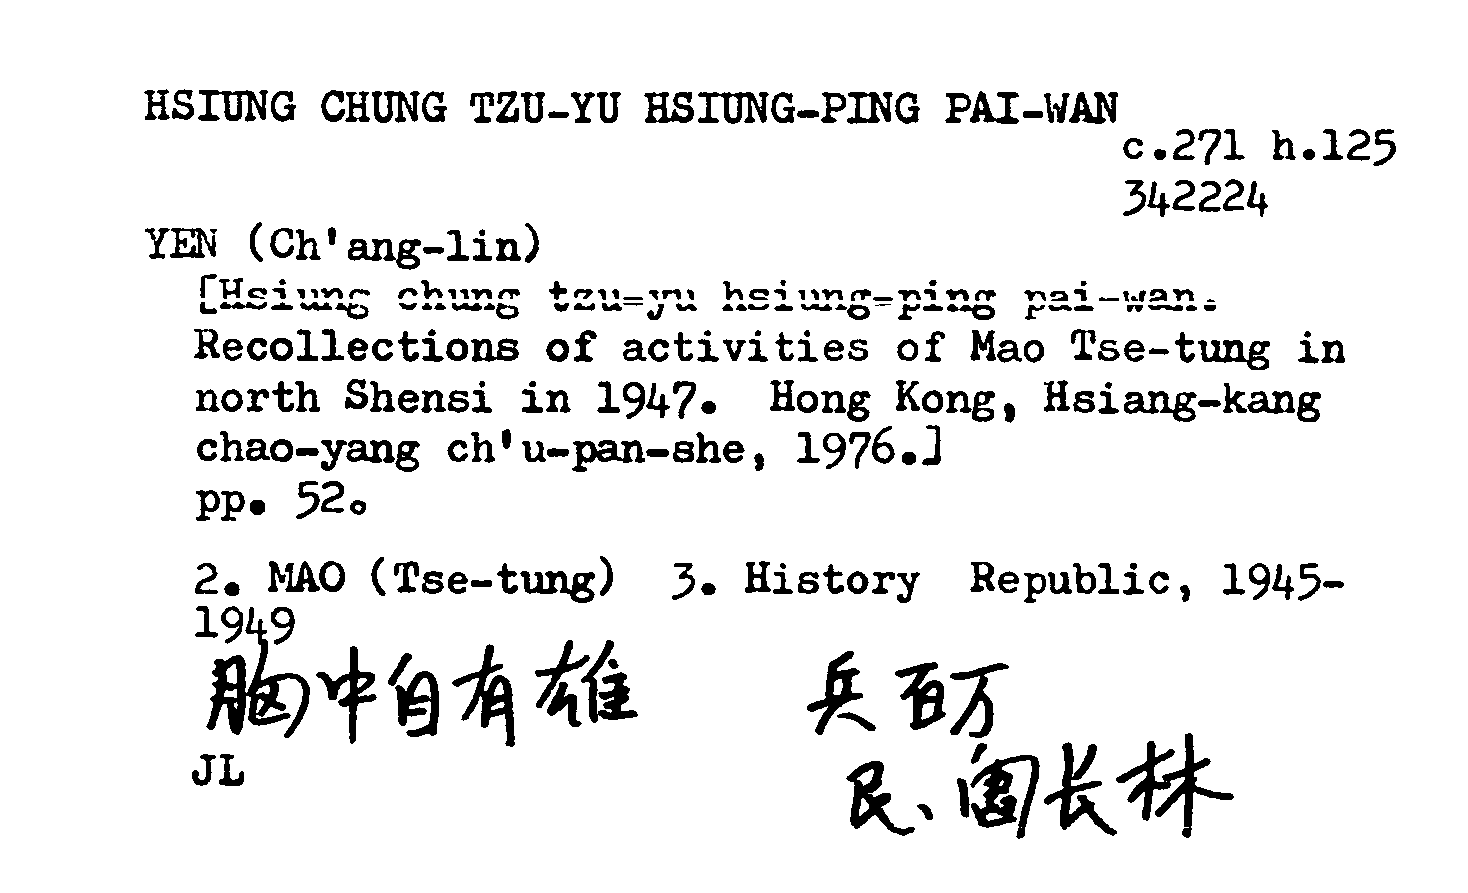 HSIUNG CHUNG TZU-YU HSIUNG-PING PAI-WAN
c.271 h.125
342224
YEN (Ch'ang-lin)
[Hsiung chung tzu-yu hsiung-ping pai-wan.
Recollections of activities of Mao Tse-tung in
north Shensi in 1947. Hong Kong, Hsiang-kang
chao-yang ch'u-pan-she, 1976.]
pp. 52.
2. MAO (Tse-tung) 3. History Republic, 1945-
1949
胸中自有雄 兵百万
JL
民、阎长林